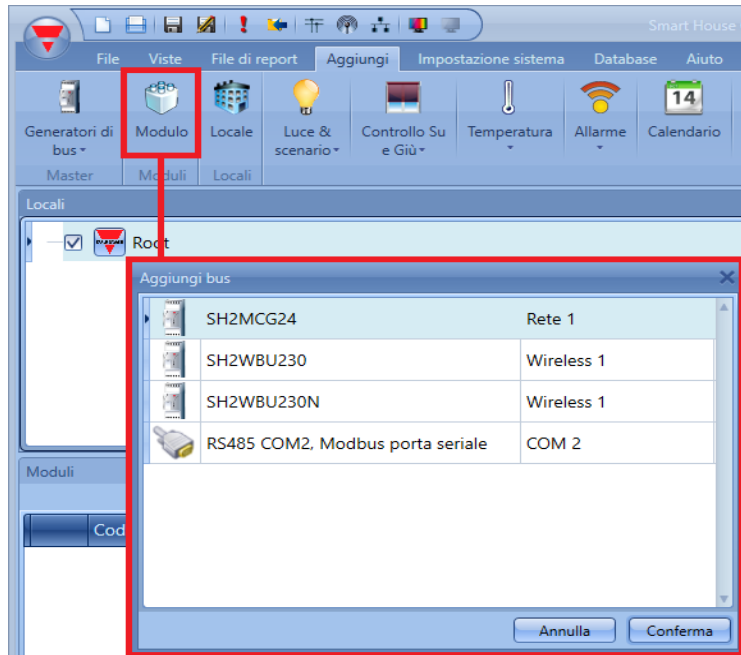 Smart House
File Viste File di report Aggiungi Impostazione sistema Database Aiuto
14
Generatori di bus Modulo Locale Luce & scenario Controllo Su e Giù Temperatura Allarme Calendario
Master Moduli Locali
Locali
Root
Aggiungi bus
SH2MCG24 Rete 1
SH2WBU230 Wireless 1
SH2WBU230N Wireless 1
RS485 COM2, Modbus porta seriale COM 2
Moduli
Cod
Annulla Conferma